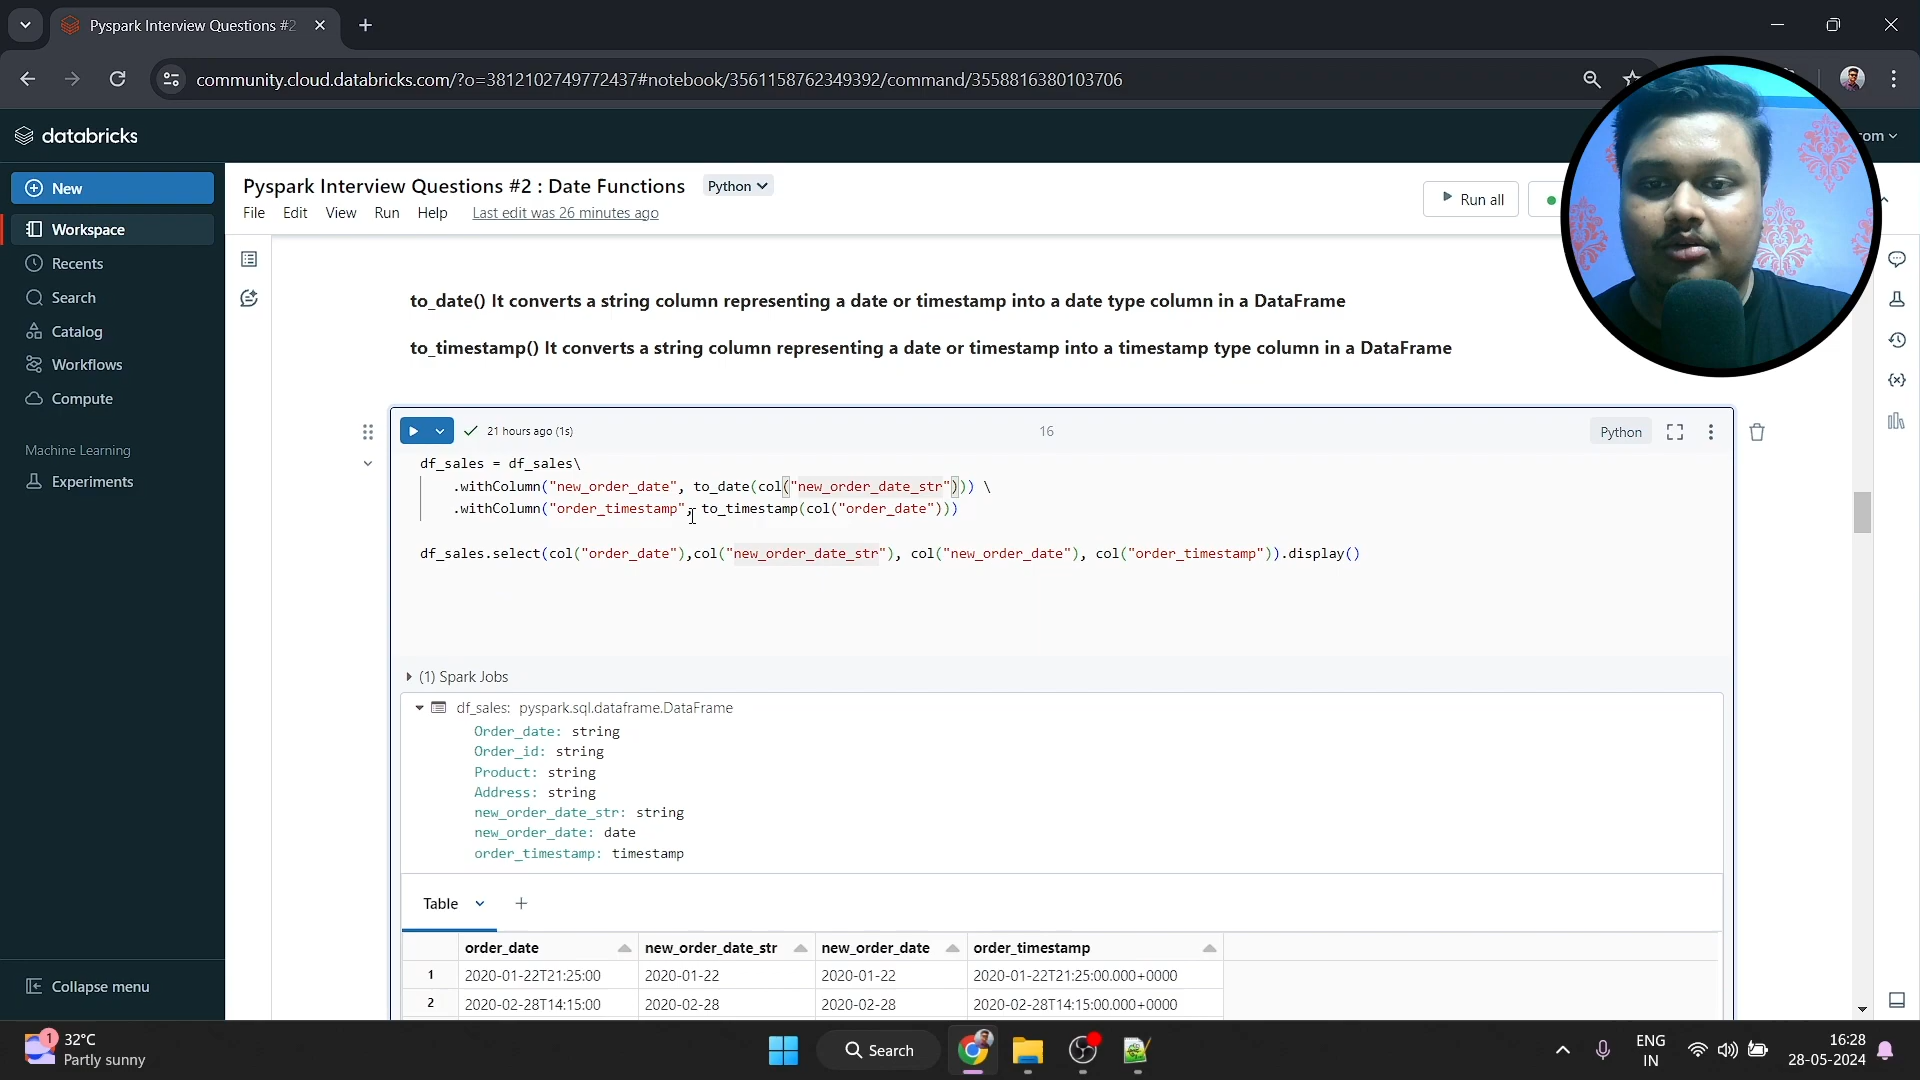 Pyspark Interview Questions #2
community.cloud.databricks.com/?o=3812102749772437#notebook/3561158762349392/command/3558816380103706
databricks
om
New
Workspace
Recents
Search
Catalog
Workflows
Compute
Machine Learning
Experiments
Collapse menu
Pyspark Interview Questions #2 : Date Functions
Python
File Edit View Run Help Last edit was 26 minutes ago
Run all
to_date() It converts a string column representing a date or timestamp into a date type column in a DataFrame
to_timestamp() It converts a string column representing a date or timestamp into a timestamp type column in a DataFrame
21 hours ago (1s)
16
Python
df_sales = df_sales\
.withColumn("new_order_date", to_date(col("new_order_date_str"))) \
.withColumn("order_timestamp", to_timestamp(col("order_date")))
df_sales.select(col("order_date"),col("new_order_date_str"), col("new_order_date"), col("order_timestamp")).display()
(1) Spark Jobs
df_sales: pyspark.sql.dataframe.DataFrame
Order_date: string
Order_id: string
Product: string
Address: string
new_order_date_str: string
new_order_date: date
order_timestamp: timestamp
Table
order_date new_order_date_str new_order_date order_timestamp
1 2020-01-22T21:25:00 2020-01-22 2020-01-22 2020-01-22T21:25:00.000+0000
2 2020-02-28T14:15:00 2020-02-28 2020-02-28 2020-02-28T14:15:00.000+0000
1
32°C
Partly sunny
Search
ENG
IN
16:28
28-05-2024